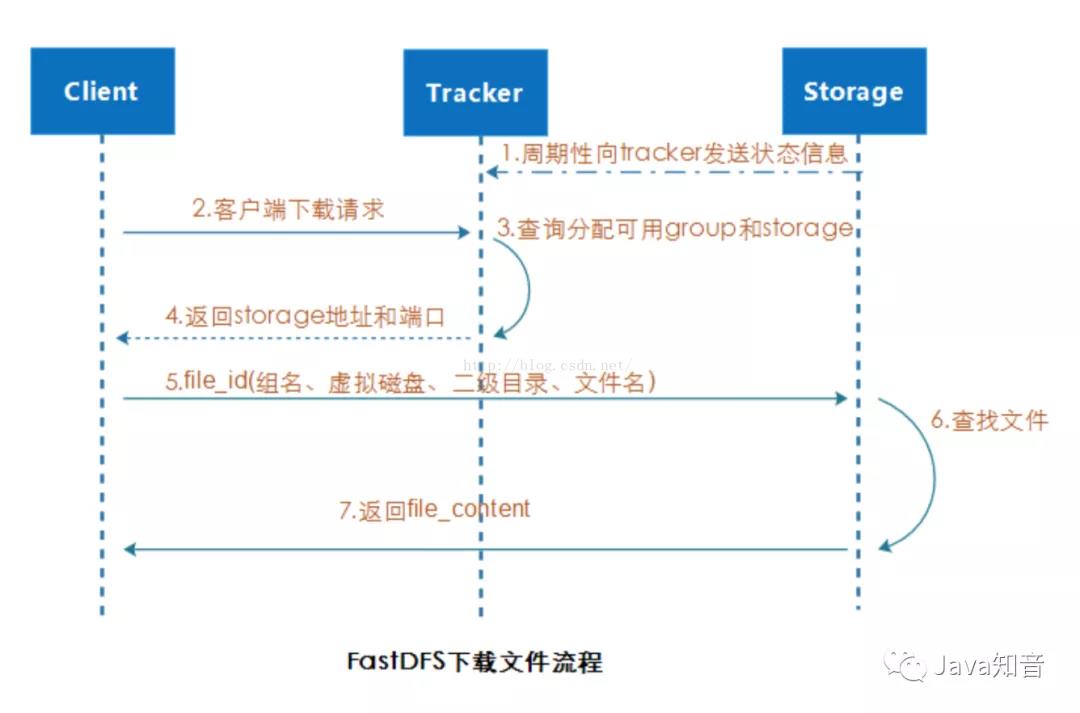 Client
Tracker
Storage
1.周期性向tracker发送状态信息
2.客户端下载请求
3.查询分配可用group和storage
4.返回storage地址和端口
http://blog.csdn.net/
5.file_id(组名、虚拟磁盘、二级目录、文件名)
6.查找文件
7.返回file_content
FastDFS下载文件流程
Java知音